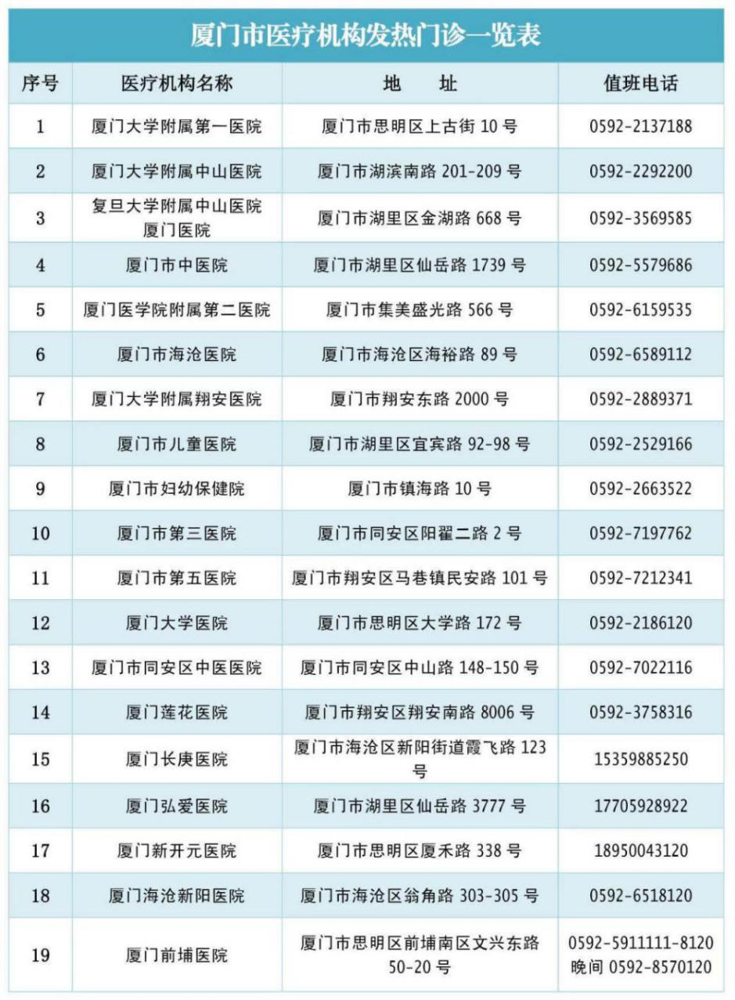 厦门市医疗机构发热门诊一览表
序号 医疗机构名称 地 址 值班电话
1 厦门大学附属第一医院 厦门市思明区上古街 10 号 0592-2137188
2 厦门大学附属中山医院 厦门市湖滨南路 201-209 号 0592-2292200
3 复旦大学附属中山医院 厦门市湖里区金湖路 668 号 0592-3569585
厦门医院
4 厦门市中医院 厦门市湖里区仙岳路 1739 号 0592-5579686
5 厦门医学院附属第二医院 厦门市集美盛光路 566 号 0592-6159535
6 厦门市海沧医院 厦门市海沧区海裕路 89 号 0592-6589112
7 厦门大学附属翔安医院 厦门市翔安东路 2000 号 0592-2889371
8 厦门市儿童医院 厦门市湖里区宜宾路 92-98 号 0592-2529166
9 厦门市妇幼保健院 厦门市镇海路 10 号 0592-2663522
10 厦门市第三医院 厦门市同安区阳翟二路 2 号 0592-7197762
11 厦门市第五医院 厦门市翔安区马巷镇民安路 101 号 0592-7212341
12 厦门大学医院 厦门市思明区大学路 172 号 0592-2186120
13 厦门市同安区中医医院 厦门市同安区中山路 148-150 号 0592-7022116
14 厦门莲花医院 厦门市翔安区翔安南路 8006 号 0592-3758316
15 厦门长庚医院 厦门市海沧区新阳街道霞飞路 123 15359885250
号
16 厦门弘爱医院 厦门市湖里区仙岳路 3777 号 17705928922
17 厦门新开元医院 厦门市思明区厦禾路 338 号 18950043120
18 厦门海沧新阳医院 厦门市海沧区翁角路 303-305 号 0592-6518120
19 厦门前埔医院 厦门市思明区前埔南区文兴东路 0592-5911111-8120
50-20 号 晚间 0592-8570120